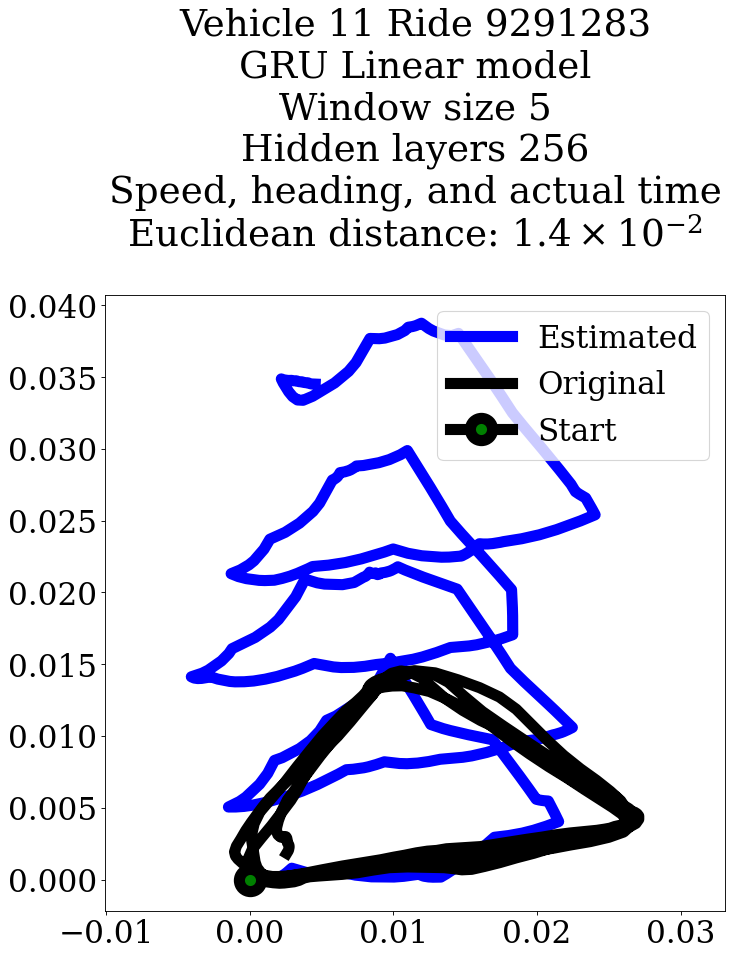 Vehicle 11 Ride 9291283
GRU Linear model
Window size 5
Hidden layers 256
Speed, heading, and actual time
Euclidean distance: 1.4 × 10⁻²
0.040
0.035
0.030
0.025
0.020
0.015
0.010
0.005
0.000
Estimated
Original
Start
−0.01 0.00 0.01 0.02 0.03